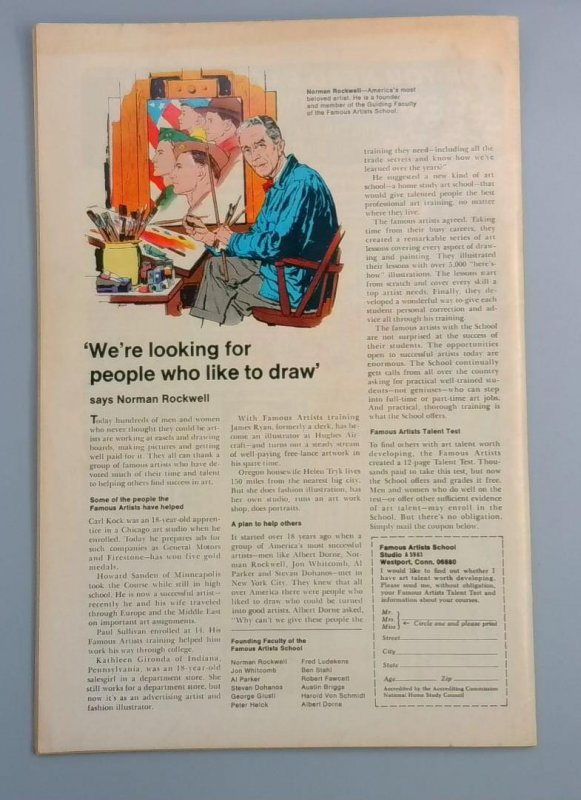 Norman Rockwell—America's most
beloved artist. He is a founder
and member of the Guiding Faculty
of the Famous Artists School.
'We're looking for
people who like to draw'
says Norman Rockwell
Today hundreds of men and women
who never thought they could be art-
ists are working at easels and drawing
boards, making pictures and getting
well paid for it. They all can thank a
group of famous artists who have de-
voted much of their time and talent
to helping others find success in art.
Some of the people the
Famous Artists have helped
Carl Kock was an 18-year-old appren-
tice in a Chicago art studio when he
enrolled. Today he prepares ads for
such companies as General Motors
and Firestone—has won five gold
medals.
Howard Sanden of Minneapolis
took the Course while still in high
school. He is now a successful artist—
recently he and his wife traveled
through Europe and the Middle East
on important art assignments.
Paul Sullivan enrolled at 14. His
Famous Artists training helped him
work his way through college.
Kathleen Gironda of Indiana,
Pennsylvania, was an 18-year-old
salesgirl in a department store. She
still works for a department store, but
now it's as an advertising artist and
fashion illustrator.
With Famous Artists training
James Ryan, formerly a clerk, has be-
come an illustrator at Hughes Air-
craft—and turns out a steady stream
of well-paying free-lance artwork in
his spare time.
Oregon housewife Helen Tryk lives
150 miles from the nearest big city.
But she does fashion illustration, has
her own studio, runs an art work
shop, does portraits.
A plan to help others
It started over 18 years ago when a
group of America's most successful
artists—men like Albert Dorne, Nor-
man Rockwell, Jon Whitcomb, Al
Parker and Stevan Dohanos—met in
New York City. They knew that all
over America there were people who
liked to draw who could be turned
into good artists. Albert Dorne asked,
"Why can't we give these people the
Founding Faculty of the
Famous Artists School
Norman Rockwell Fred Ludekens
Jon Whitcomb Ben Stahl
Al Parker Robert Fawcett
Stevan Dohanos Austin Briggs
George Giusti Harold Von Schmidt
Peter Helck Albert Dorne
training they need—including all the
trade secrets and know how we've
learned over the years?"
He suggested a new kind of art
school—a home study art school—that
would give talented people the best
professional art training, no matter
where they live.
The famous artists agreed. Taking
time from their busy careers, they
created a remarkable series of art
lessons covering every aspect of draw-
ing and painting. They illustrated
their lessons with over 5,000 "here's-
how" illustrations. The lessons start
from scratch and cover every skill a
top artist needs. Finally, they de-
veloped a wonderful way to give each
student personal correction and ad-
vice all through his training.
The famous artists with the School
are not surprised at the success of
their students. The opportunities
open to successful artists today are
enormous. The School continually
gets calls from all over the country
asking for practical well-trained stu-
dents—not geniuses—who can step
into full-time or part-time art jobs.
And practical, thorough training is
what the School offers.
Famous Artists Talent Test
To find others with art talent worth
developing, the Famous Artists
created a 12-page Talent Test. Thou-
sands paid to take this test, but now
the School offers and grades it free.
Men and women who do well on the
test—or offer other sufficient evidence
of art talent—may enroll in the
School. But there's no obligation.
Simply mail the coupon below.
Famous Artists School
Studio
Westport, Conn. 06880
I would like to find out whether I
have art talent worth developing.
Please send me, without obligation,
your Famous Artists Talent Test and
information about your courses.
Mr.
Mrs.
Miss ← Circle one and please print
Street
City
State
Age Zip
Accredited by the Accrediting Commission
National Home Study Council